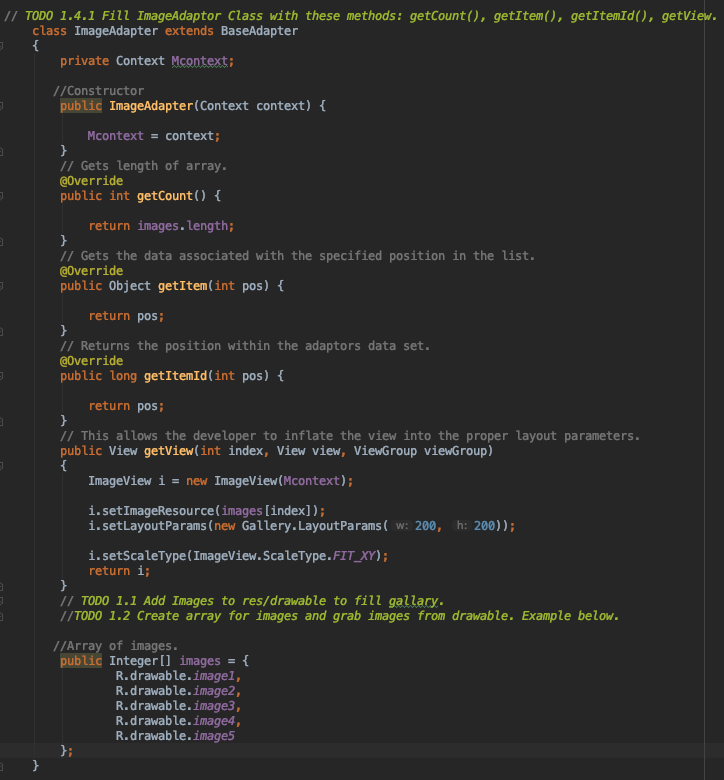 // TODO 1.4.1 Fill ImageAdaptor Class with these methods: getCount(), getItem(), getItemId(), getView.
class ImageAdapter extends BaseAdapter
{
private Context Mcontext;
//Constructor
public ImageAdapter(Context context) {
Mcontext = context;
}
// Gets length of array.
@Override
public int getCount() {
return images.length;
}
// Gets the data associated with the specified position in the list.
@Override
public Object getItem(int pos) {
return pos;
}
// Returns the position within the adaptors data set.
@Override
public long getItemId(int pos) {
return pos;
}
// This allows the developer to inflate the view into the proper layout parameters.
public View getView(int index, View view, ViewGroup viewGroup)
{
ImageView i = new ImageView(Mcontext);
i.setImageResource(images[index]);
i.setLayoutParams(new Gallery.LayoutParams( w: 200, h: 200));
i.setScaleType(ImageView.ScaleType.FIT_XY);
return i;
}
// TODO 1.1 Add Images to res/drawable to fill gallary.
//TODO 1.2 Create array for images and grab images from drawable. Example below.
//Array of images.
public Integer[] images = {
R.drawable.image1,
R.drawable.image2,
R.drawable.image3,
R.drawable.image4,
R.drawable.image5
};
}